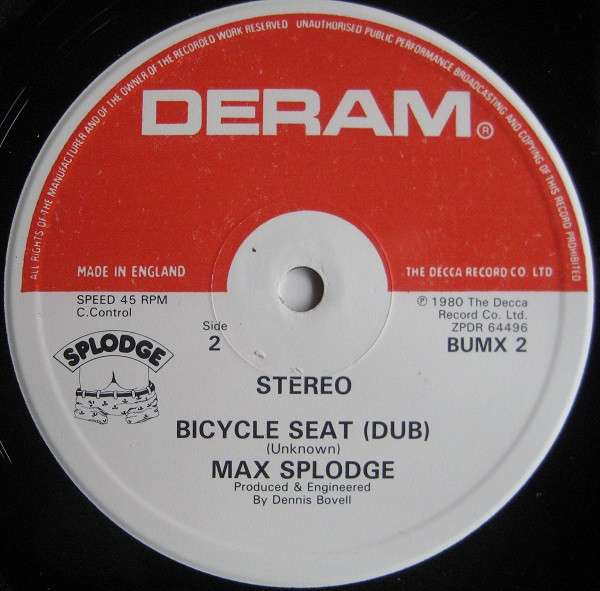 ALL RIGHTS OF THE MANUFACTURER AND OF THE OWNER OF THE RECORDED WORK RESERVED UNAUTHORISED PUBLIC PERFORMANCE BROADCASTING AND COPYING OF THIS RECORD PROHIBITED
DERAM®
MADE IN ENGLAND
THE DECCA RECORD CO. LTD
SPEED 45 RPM
C.Control
Side
2
℗ 1980 The Decca
Record Co. Ltd.
ZPDR 64496
BUMX 2
SPLODGE
STEREO
BICYCLE SEAT (DUB)
(Unknown)
MAX SPLODGE
Produced & Engineered
By Dennis Bovell